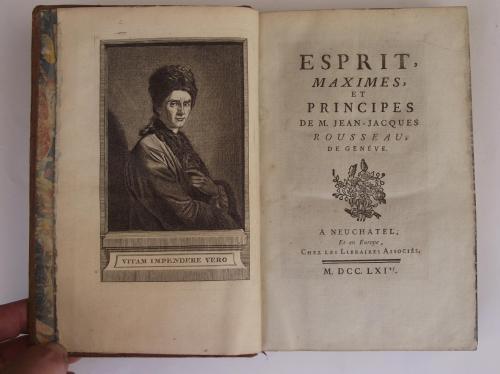 VITAM IMPENDERE VERO
ESPRIT,
MAXIMES,
ET
PRINCIPES
DE M. JEAN-JACQUES
ROUSSEAU,
DE GENÈVE.
A NEUCHATEL,
Et en Europe,
CHEZ LES LIBRAIRES ASSOCIÉS.
M. DCC. LXIV.